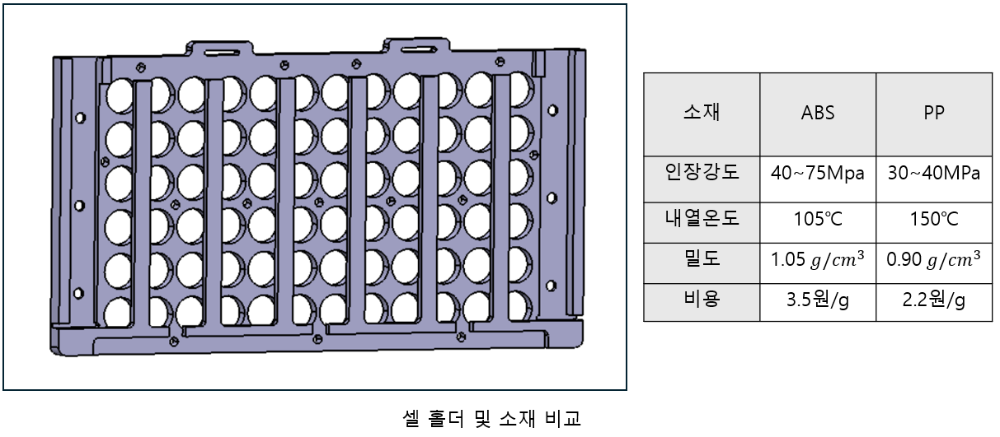 소재 ABS PP
인장강도 40~75Mpa 30~40MPa
내열온도 105℃ 150℃
밀도 1.05 g/cm³ 0.90 g/cm³
비용 3.5원/g 2.2원/g
셀 홀더 및 소재 비교